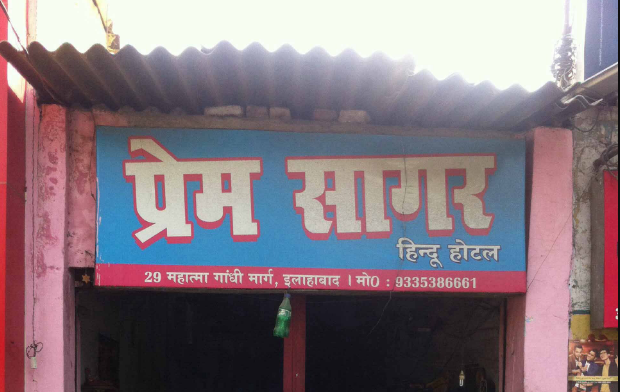 प्रेम सागर
हिन्दू होटल
29 महात्मा गांधी मार्ग, इलाहाबाद । मो0 : 9335386661